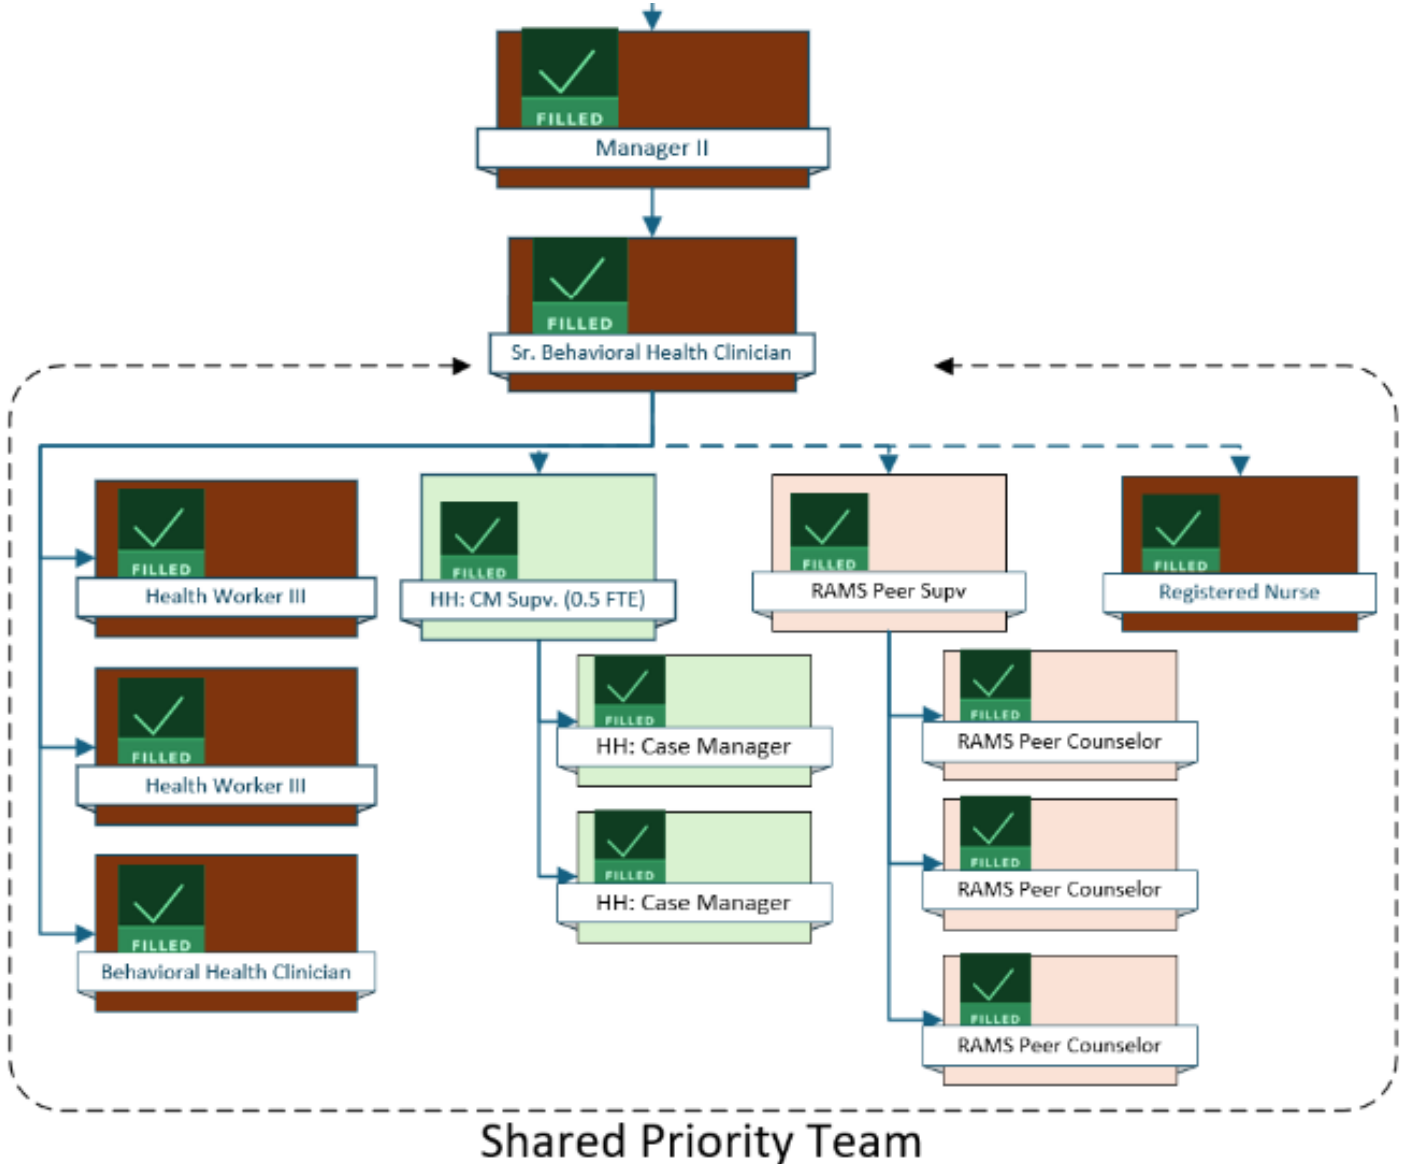 FILLED
Manager II
FILLED
Sr. Behavioral Health Clinician
FILLED
Health Worker III
FILLED
Health Worker III
FILLED
Behavioral Health Clinician
FILLED
HH: CM Supv. (0.5 FTE)
FILLED
HH: Case Manager
FILLED
HH: Case Manager
FILLED
RAMS Peer Supv
FILLED
RAMS Peer Counselor
FILLED
RAMS Peer Counselor
FILLED
RAMS Peer Counselor
FILLED
Registered Nurse
Shared Priority Team